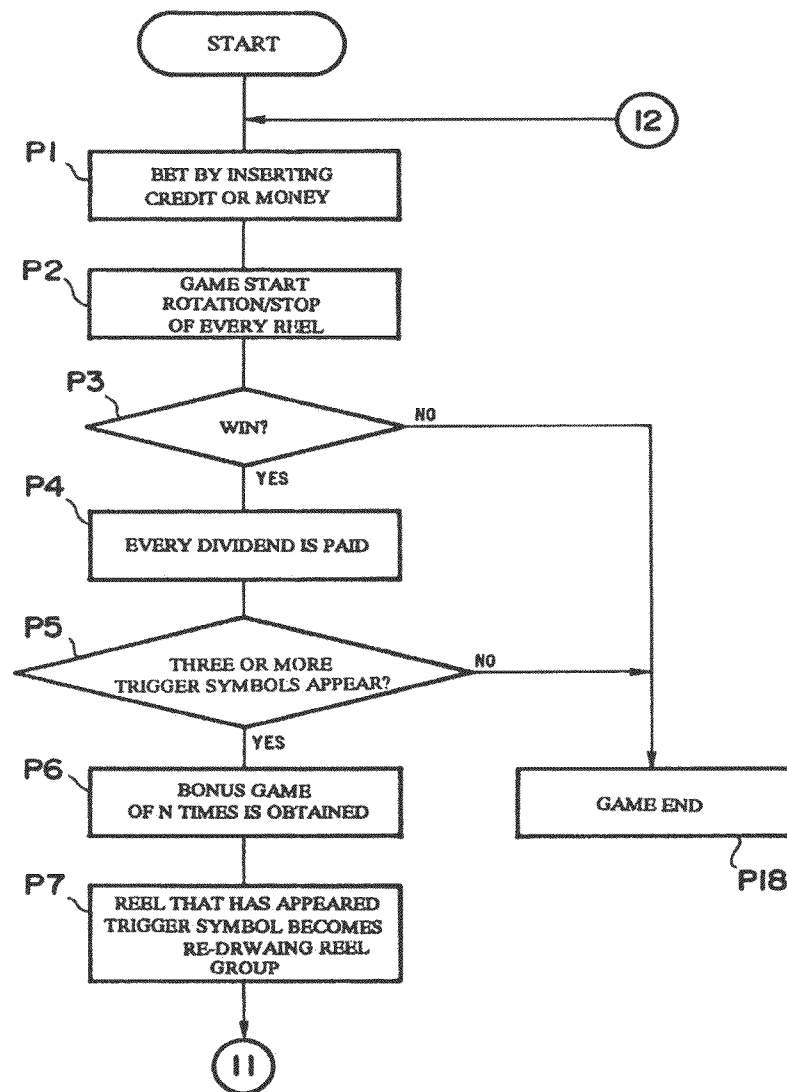 START
12
P1
BET BY INSERTING
CREDIT OR MONEY
P2
GAME START
ROTATION/STOP
OF EVERY REEL
P3
WIN?
NO
YES
P4
EVERY DIVIDEND IS PAID
P5
THREE OR MORE
TRIGGER SYMBOLS APPEAR?
NO
YES
P6
BONUS GAME
OF N TIMES IS OBTAINED
GAME END
P18
P7
REEL THAT HAS APPEARED
TRIGGER SYMBOL BECOMES
RE-DRWAING REEL
GROUP
11